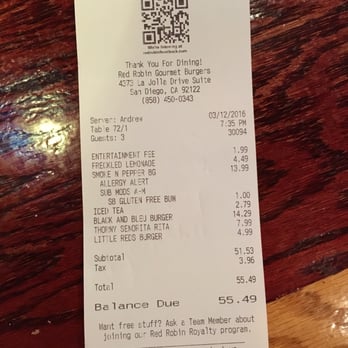 We're listening at
redrobinfeedback.com
Thank You For Dining!
Red Robin Gourmet Burgers
4373 La Jolla Drive Suite
San Diego, CA 92122
(858) 450-0343
Server: Andrew 03/12/2016
Table 72/1 7:35 PM
Guests: 3 30094
ENTERTAINMENT FEE 1.99
FRECKLED LEMONADE 4.49
SMOKE N PEPPER BG 13.99
ALLERGY ALERT
SUB MODS A-M
SB GLUTEN FREE BUN 1.00
ICED TEA 2.79
BLACK AND BLEU BURGER 14.29
THORNY SENORITA RITA 7.99
LITTLE REDS BURGER 4.99
Subtotal 51.53
Tax 3.96
Total 55.49
Balance Due 55.49
Want free stuff? Ask a Team Member about
joining our Red Robin Royalty program.